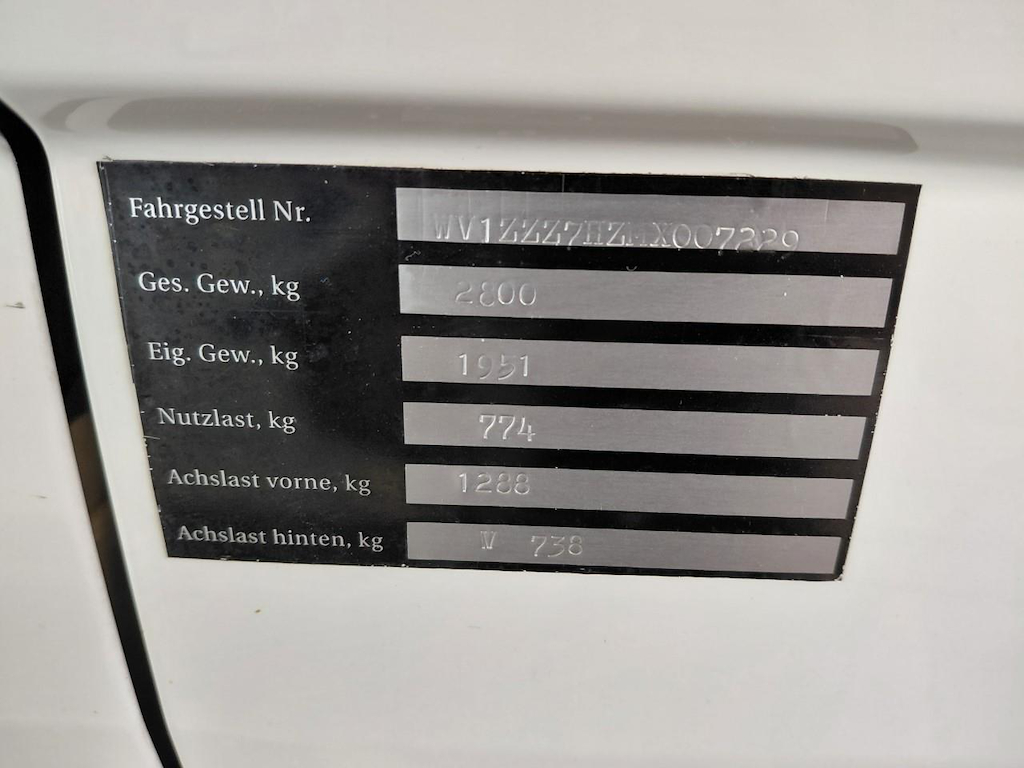 Fahrgestell Nr. WV1ZZZ7HZMX007229
Ges. Gew., kg 2800
Eig. Gew., kg 1951
Nutzlast, kg 774
Achslast vorne, kg 1288
Achslast hinten, kg 738